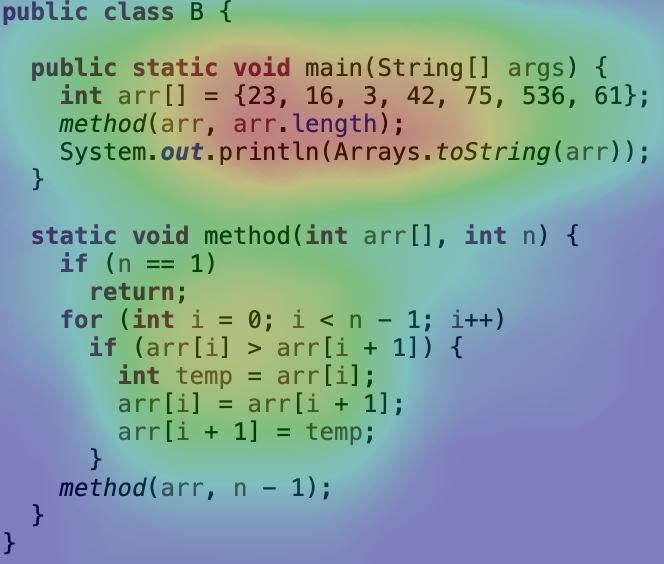 public class B {
public static void main(String[] args) {
int arr[] = {23, 16, 3, 42, 75, 536, 61};
method(arr, arr.length);
System.out.println(Arrays.toString(arr));
}
static void method(int arr[], int n) {
if (n == 1)
return;
for (int i = 0; i < n - 1; i++)
if (arr[i] > arr[i + 1]) {
int temp = arr[i];
arr[i] = arr[i + 1];
arr[i + 1] = temp;
}
method(arr, n - 1);
}
}